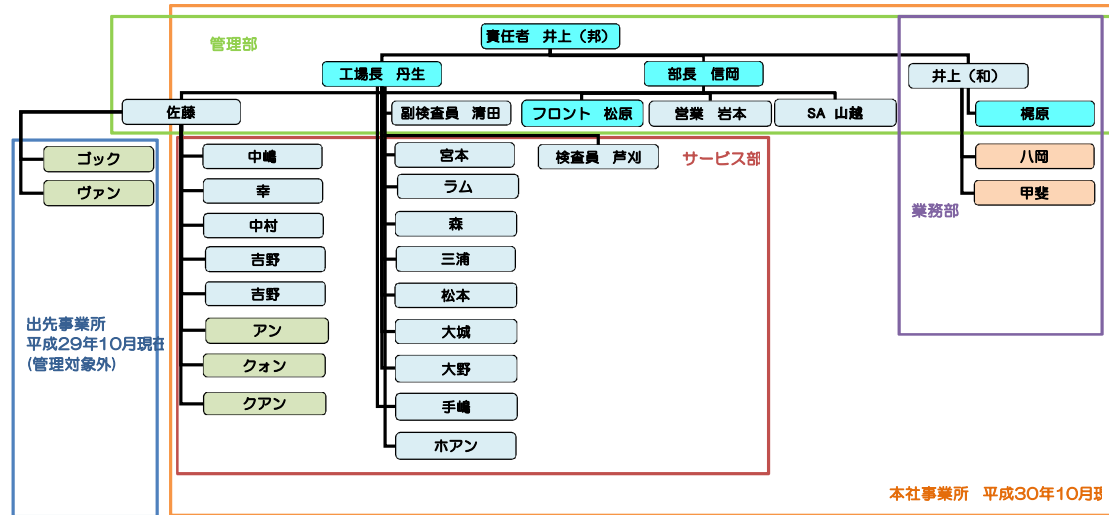 責任者 井上（邦）
管理部
工場長 丹生
部長 信岡
井上（和）
佐藤
副検査員 清田
フロント 松原
営業 岩本
SA 山越
梶原
ゴック
ヴァン
中嶋
幸
中村
吉野
吉野
アン
クォン
クアン
宮本
ラム
森
三浦
松本
大城
大野
手嶋
ホアン
検査員 芦刈
サービス部
八岡
甲斐
業務部
出先事業所
平成29年10月現在
(管理対象外)
本社事業所 平成30年10月現